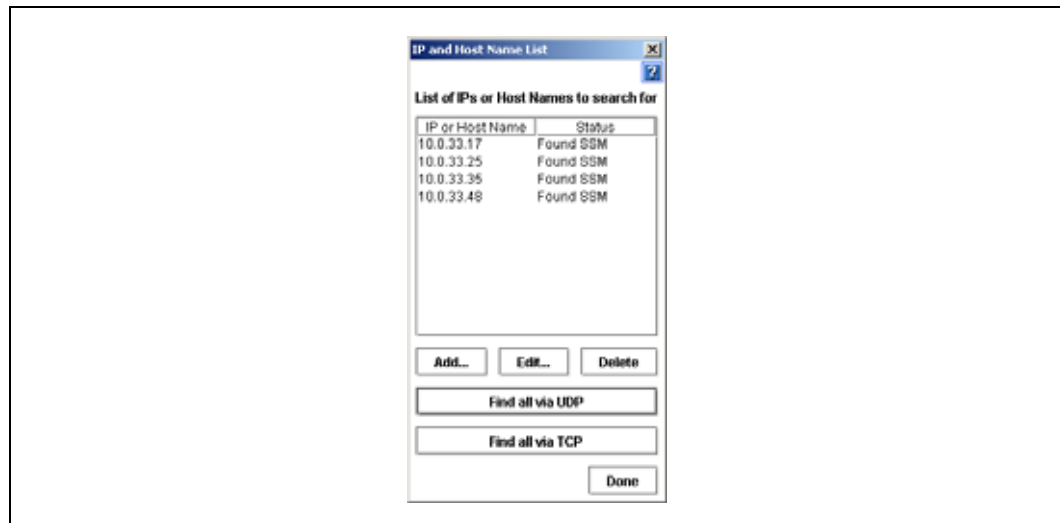 IP and Host Name List
?
List of IPs or Host Names to search for
IP or Host Name Status
10.0.33.17 Found SSM
10.0.33.25 Found SSM
10.0.33.35 Found SSM
10.0.33.48 Found SSM
Add... Edit... Delete
Find all via UDP
Find all via TCP
Done